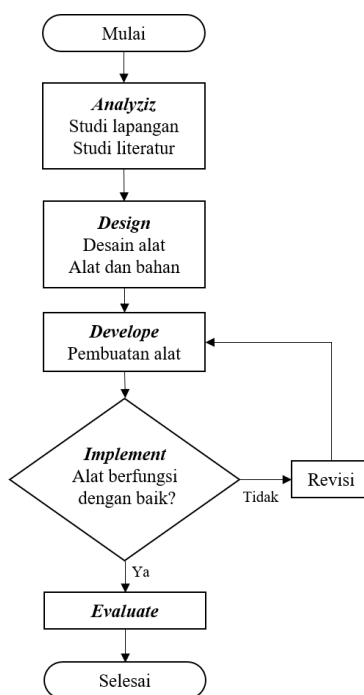 Mulai
Analyziz
Studi lapangan
Studi literatur
Design
Desain alat
Alat dan bahan
Develope
Pembuatan alat
Implement
Alat berfungsi
dengan baik?
Tidak
Revisi
Ya
Evaluate
Selesai